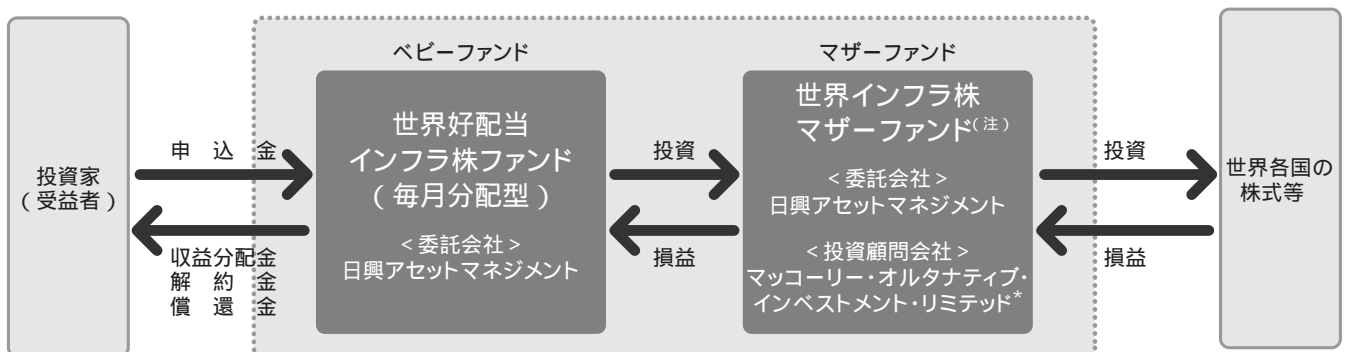 投資家
(受益者)
申込金
収益分配金
解約金
償還金
ベビーファンド
世界好配当
インフラ株ファンド
(毎月分配型)
<委託会社>
日興アセットマネジメント
投資
損益
マザーファンド
世界インフラ株
マザーファンド(注)
<委託会社>
日興アセットマネジメント
<投資顧問会社>
マッコーリー・オルタナティブ・
インベストメント・リミテッド*
投資
損益
世界各国の
株式等